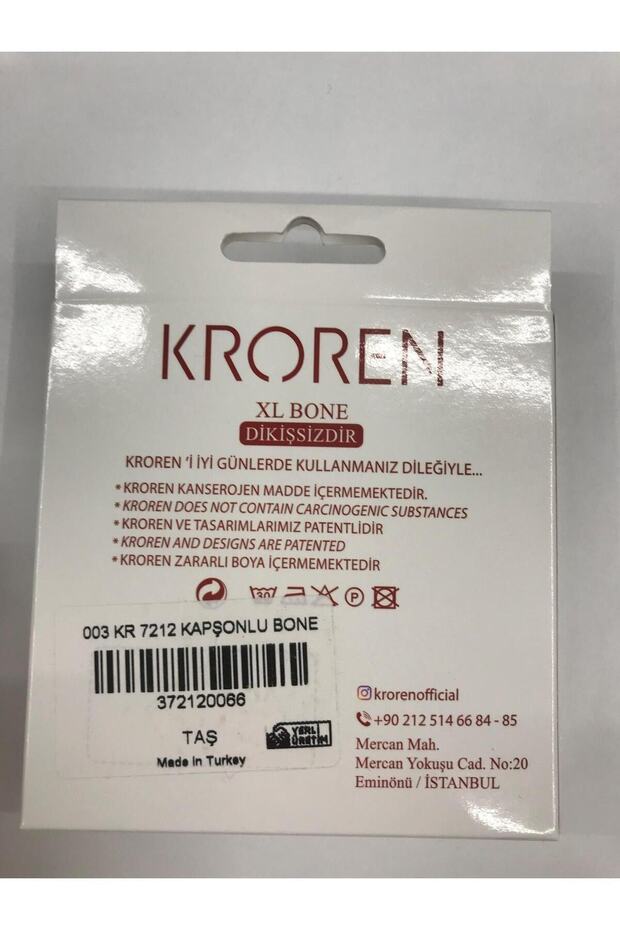 KROREN
XL BONE
DİKİŞSİZDİR
KROREN 'İ İYİ GÜNLERDE KULLANMANIZ DİLEĞİYLE...
* KROREN KANSEROJEN MADDE İÇERMEMEKTEDİR.
* KROREN DOES NOT CONTAIN CARCINOGENIC SUBSTANCES
* KROREN VE TASARIMLARIMIZ PATENTLİDİR
* KROREN AND DESIGNS ARE PATENTED
* KROREN ZARARLI BOYA İÇERMEMEKTEDİR
30 P
003 KR 7212 KAPŞONLU BONE
372120066
TAŞ
YERLİ
ÜRETİM
Made in Turkey
krorenofficial
+90 212 514 66 84 - 85
Mercan Mah.
Mercan Yokuşu Cad. No:20
Eminönü / İSTANBUL